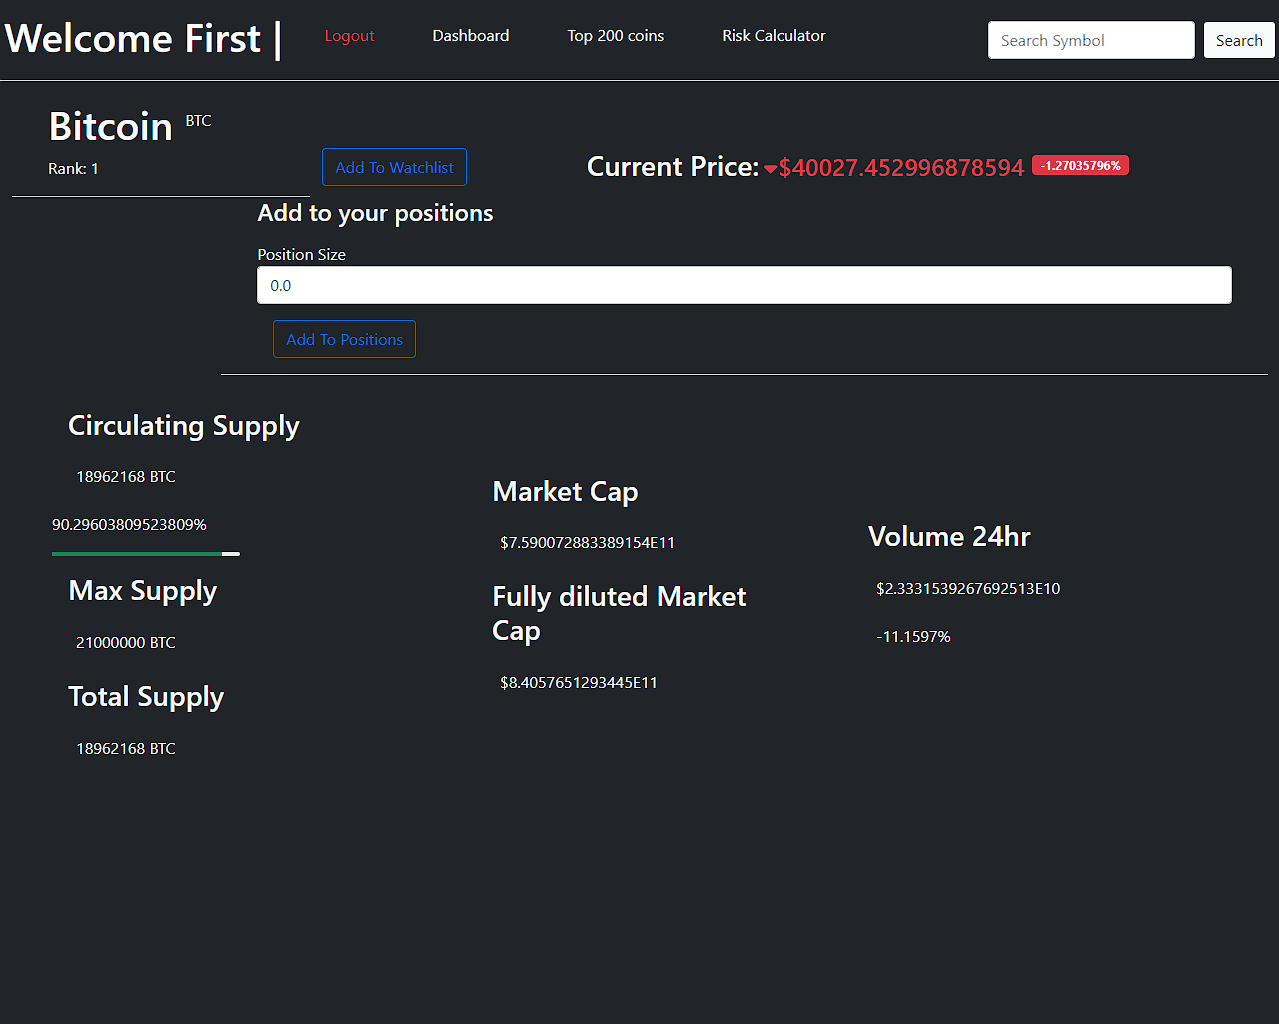 Welcome First | Logout Dashboard Top 200 coins Risk Calculator Search Symbol Search
Bitcoin BTC
Rank: 1
Add To Watchlist
Current Price: $40027.452996878594 -1.27035796%
Add to your positions
Position Size
0.0
Add To Positions
Circulating Supply
18962168 BTC
90.29603809523809%
Max Supply
21000000 BTC
Total Supply
18962168 BTC
Market Cap
$7.590072883389154E11
Fully diluted Market
Cap
$8.4057651293445E11
Volume 24hr
$2.3331539267692513E10
-11.1597%